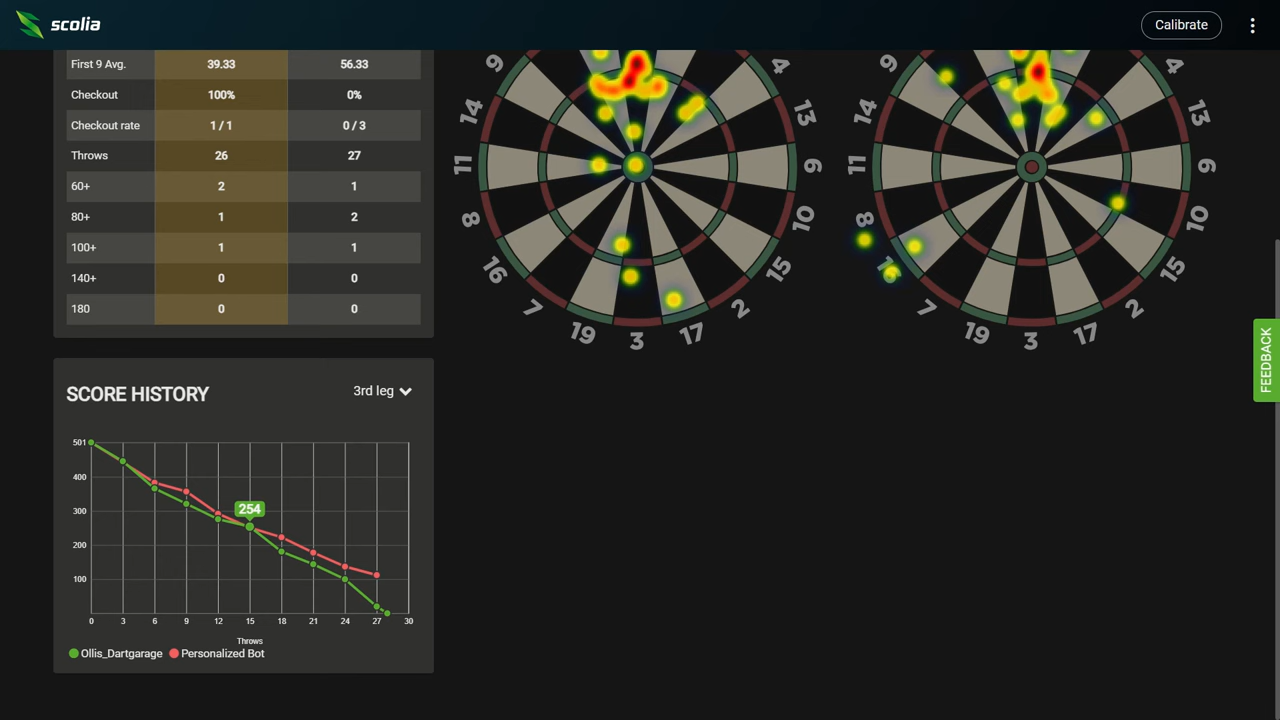 scolia
Calibrate
First 9 Avg. 39.33 56.33
Checkout 100% 0%
Checkout rate 1 / 1 0 / 3
Throws 26 27
60+ 2 1
80+ 1 2
100+ 1 1
140+ 0 0
180 0 0
9 4
14 13
11 6
8 10
16 15
7 2
19 3 17
9 4
14 13
11 6
8 10
15
7 2
19 3 17
FEEDBACK
SCORE HISTORY 3rd leg
501
400
300
200
100
254
0 3 6 9 12 15 18 21 24 27 30
Throws
Ollis_Dartgarage Personalized Bot